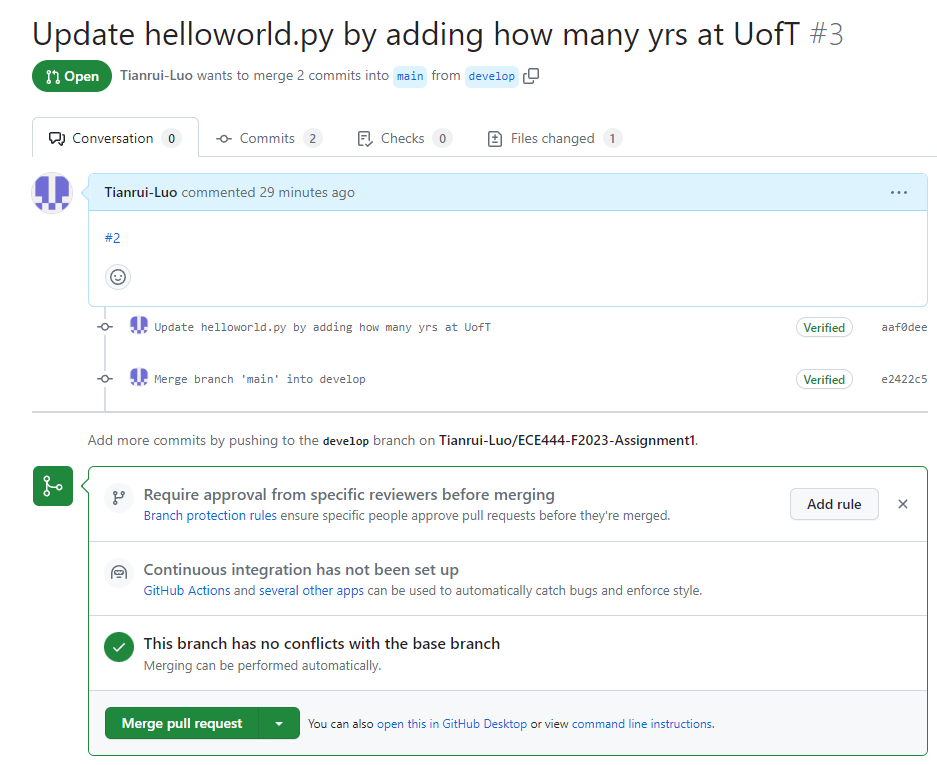 Update helloworld.py by adding how many yrs at UofT #3
Open Tianrui-Luo wants to merge 2 commits into main from develop
Conversation 0 Commits 2 Checks 0 Files changed 1
Tianrui-Luo commented 29 minutes ago ...
#2
Update helloworld.py by adding how many yrs at UofT Verified aaf0dee
Merge branch 'main' into develop Verified e2422c5
Add more commits by pushing to the develop branch on Tianrui-Luo/ECE444-F2023-Assignment1.
Require approval from specific reviewers before merging
Branch protection rules ensure specific people approve pull requests before they're merged.
Add rule
Continuous integration has not been set up
GitHub Actions and several other apps can be used to automatically catch bugs and enforce style.
This branch has no conflicts with the base branch
Merging can be performed automatically.
Merge pull request You can also open this in GitHub Desktop or view command line instructions.